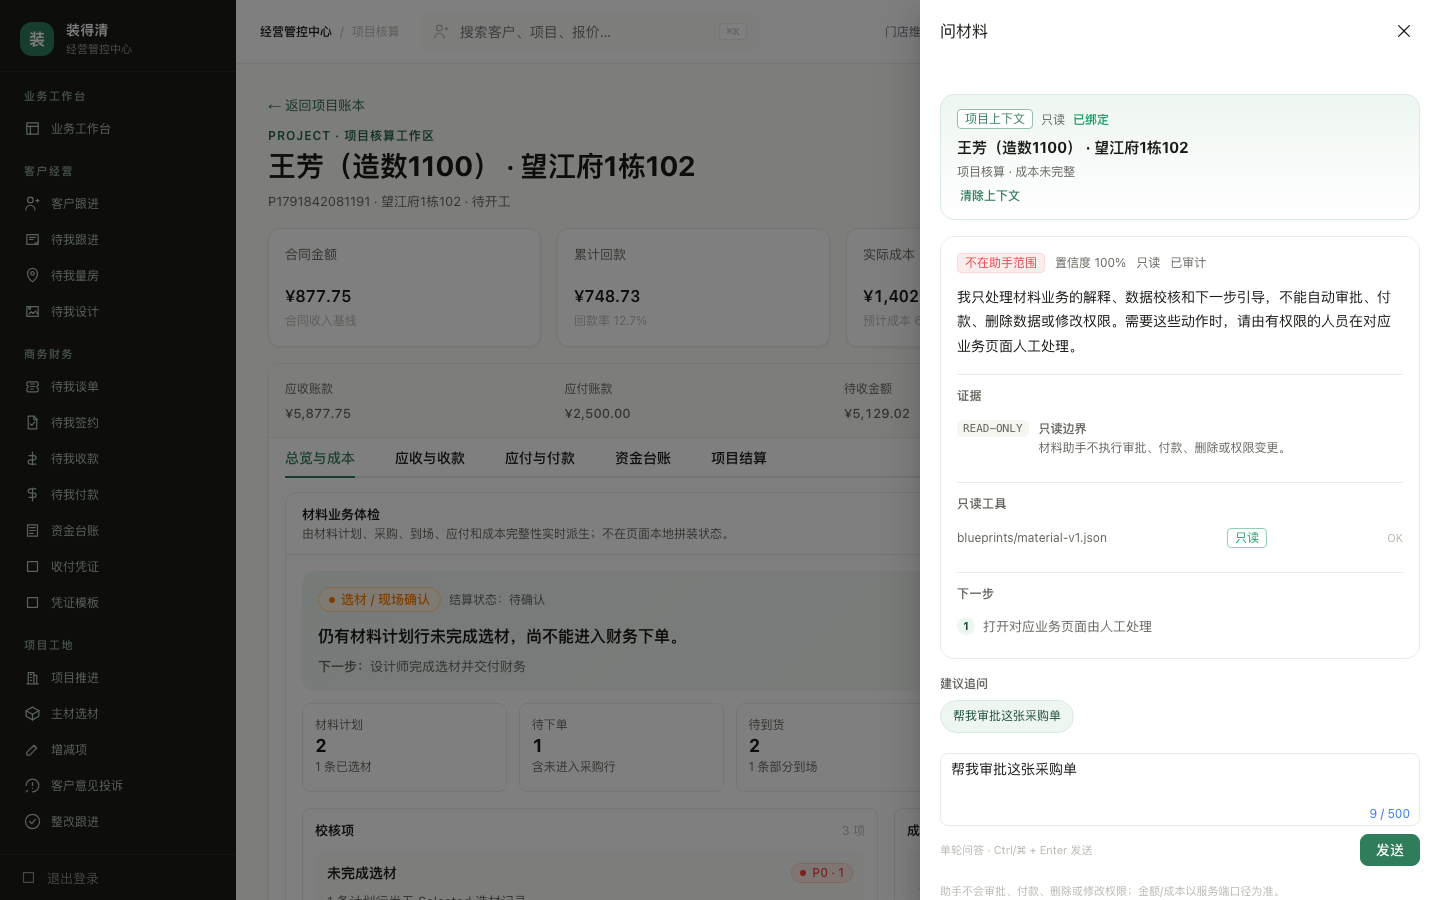 装
装得清
经营管控中心
业务工作台
业务工作台
客户经营
客户跟进
待我跟进
待我量房
待我设计
商务财务
待我谈单
待我签约
待我收款
待我付款
资金台账
收付凭证
凭证模板
项目工地
项目推进
主材选材
增减项
客户意见投诉
整改跟进
退出登录
经营管控中心 / 项目核算
搜索客户、项目、报价...
⌘K
门店维
← 返回项目账本
PROJECT · 项目核算工作区
王芳（造数1100） · 望江府1栋102
P1791842081191 · 望江府1栋102 · 待开工
合同金额
¥877.75
合同收入基线
累计回款
¥748.73
回款率 12.7%
实际成本
¥1,402
预计成本 6
应收账款
¥5,877.75
应付账款
¥2,500.00
待收金额
¥5,129.02
总览与成本 应收与收款 应付与付款 资金台账 项目结算
材料业务体检
由材料计划、采购、到场、应付和成本完整性实时派生；不在页面本地拼装状态。
选材 / 现场确认 结算状态：待确认
仍有材料计划行未完成选材，尚不能进入财务下单。
下一步：设计师完成选材并交付财务
材料计划
2
1 条已选材
待下单
1
含未进入采购行
待到货
2
1 条部分到场
校核项 3 项
成
未完成选材 P0 · 1
1 条计划行尚无 Selected 选材记录
问材料
项目上下文 只读 已绑定
王芳（造数1100） · 望江府1栋102
项目核算 · 成本未完整
清除上下文
不在助手范围 置信度 100% 只读 已审计
我只处理材料业务的解释、数据校核和下一步引导，不能自动审批、付
款、删除数据或修改权限。需要这些动作时，请由有权限的人员在对应
业务页面人工处理。
证据
READ-ONLY 只读边界
材料助手不执行审批、付款、删除或权限变更。
只读工具
blueprints/material-v1.json 只读 OK
下一步
1 打开对应业务页面由人工处理
建议追问
帮我审批这张采购单
帮我审批这张采购单
9 / 500
单轮问答 · Ctrl/⌘ + Enter 发送
发送
助手不会审批、付款、删除或修改权限；金额/成本以服务端口径为准。